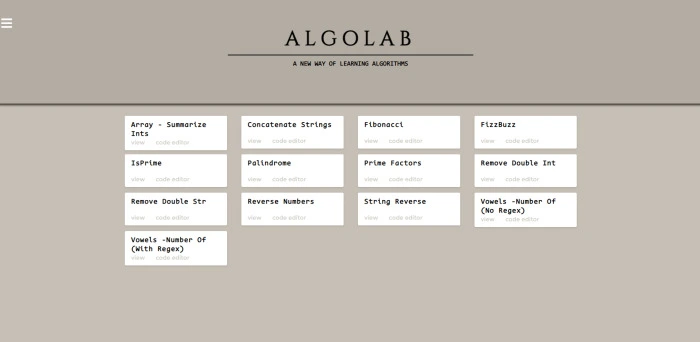 ALGOLAB
A NEW WAY OF LEARNING ALGORITHMS
Array - Summarize
Ints
view code editor
Concatenate Strings
view code editor
Fibonacci
view code editor
FizzBuzz
view code editor
IsPrime
view code editor
Palindrome
view code editor
Prime Factors
view code editor
Remove Double Int
view code editor
Remove Double Str
view code editor
Reverse Numbers
view code editor
String Reverse
view code editor
Vowels -Number Of
(No Regex)
view code editor
Vowels -Number Of
(With Regex)
view code editor